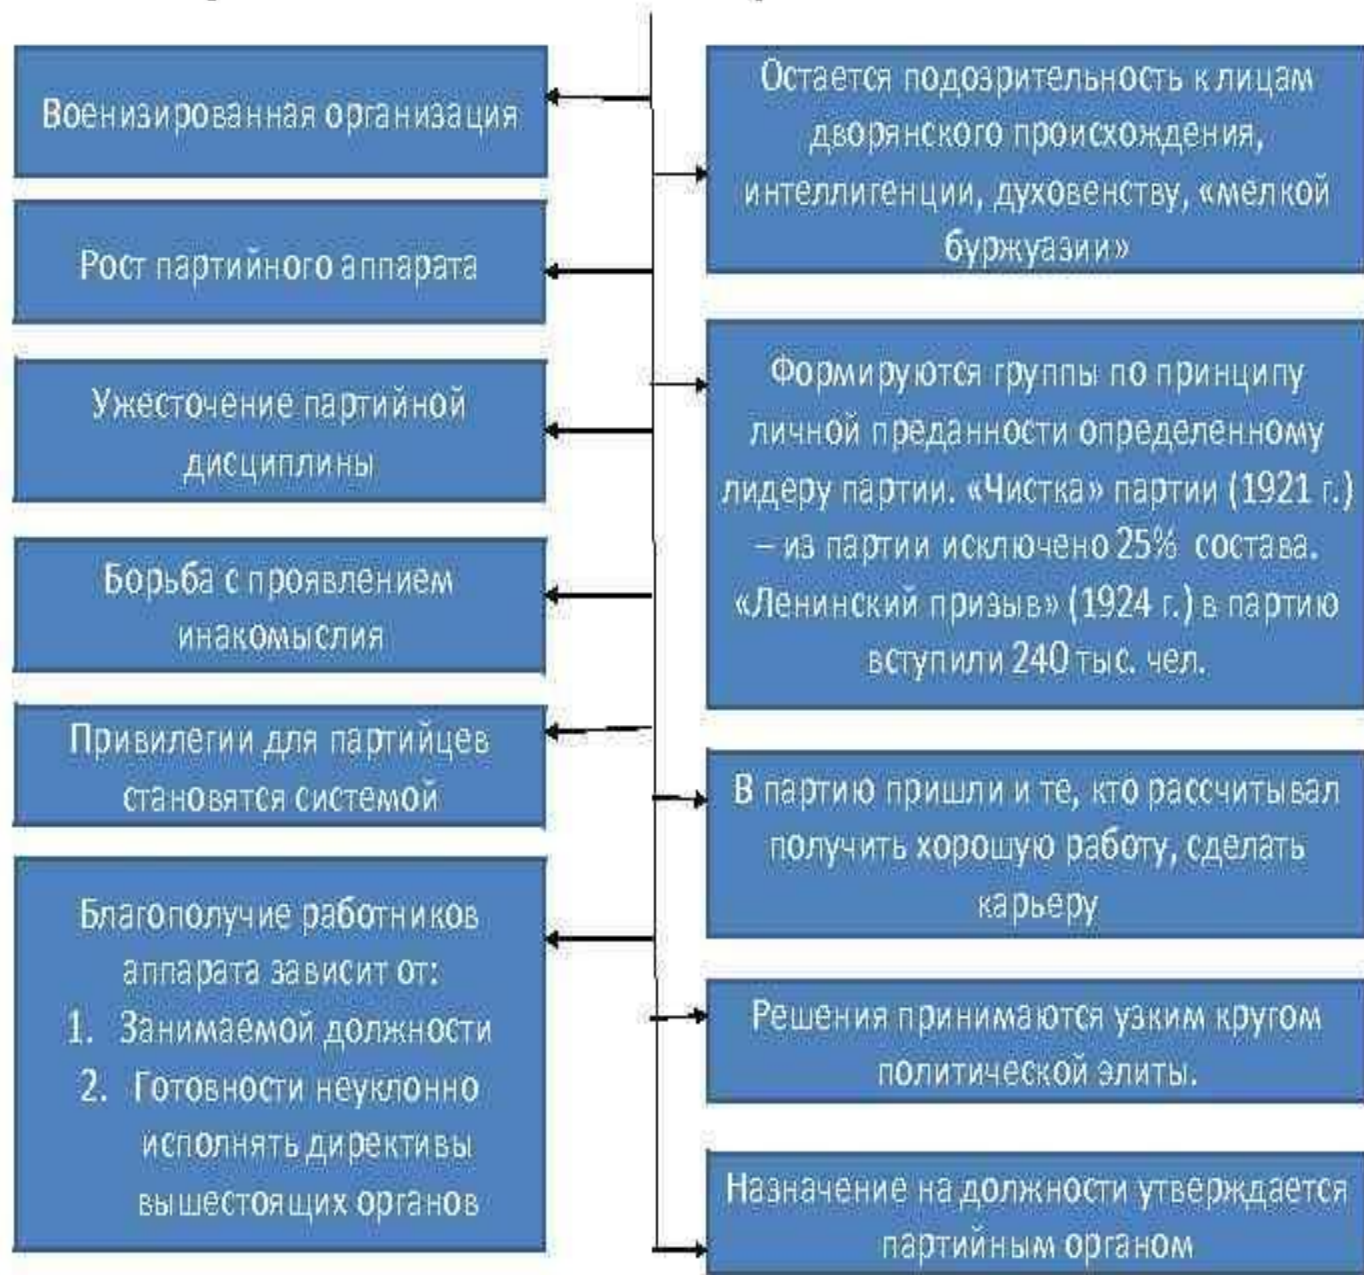 Военизированная организация
Рост партийного аппарата
Ужесточение партийной
дисциплины
Борьба с проявлением
инакомыслия
Привилегии для партийцев
становятся системой
Благополучие работников
аппарата зависит от:
1. Занимаемой должности
2. Готовности неуклонно
исполнять директивы
вышестоящих органов
Остается подозрительность к лицам
дворянского происхождения,
интеллигенции, духовенству, «мелкой
буржуазии»
Формируются группы по принципу
личной преданности определенному
лидеру партии. «Чистка» партии (1921 г.)
– из партии исключено 25% состава.
«Ленинский призыв» (1924 г.) в партию
вступили 240 тыс. чел.
В партию пришли и те, кто рассчитывал
получить хорошую работу, сделать
карьеру
Решения принимаются узким кругом
политической элиты.
Назначение на должности утверждается
партийным органом